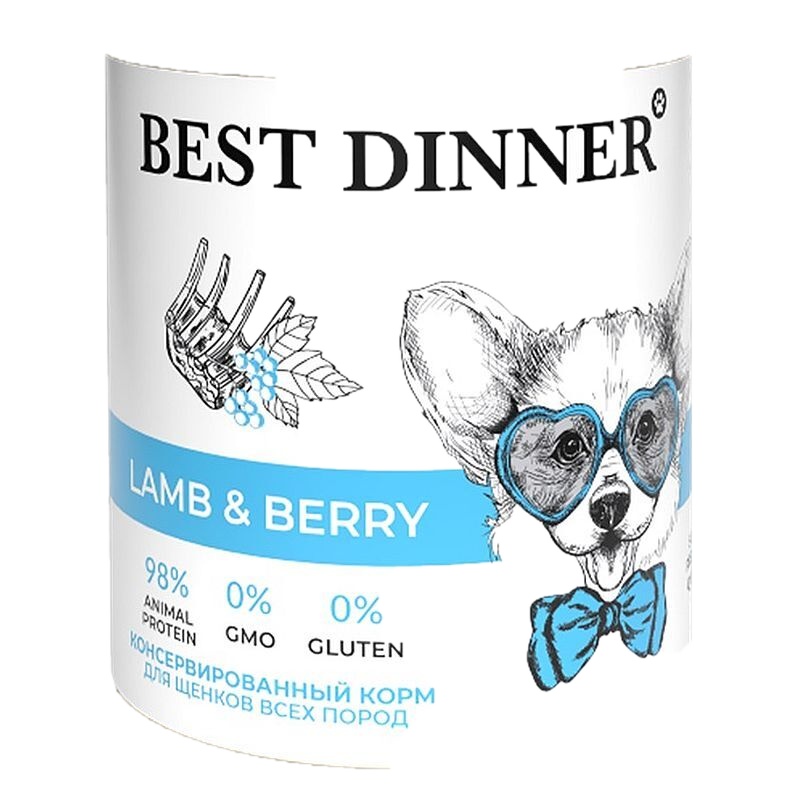 BEST DINNER
LAMB & BERRY
98%
ANIMAL
PROTEIN
0%
GMO
0%
GLUTEN
КОНСЕРВИРОВАННЫЙ КОРМ
ДЛЯ ЩЕНКОВ ВСЕХ ПОРОД